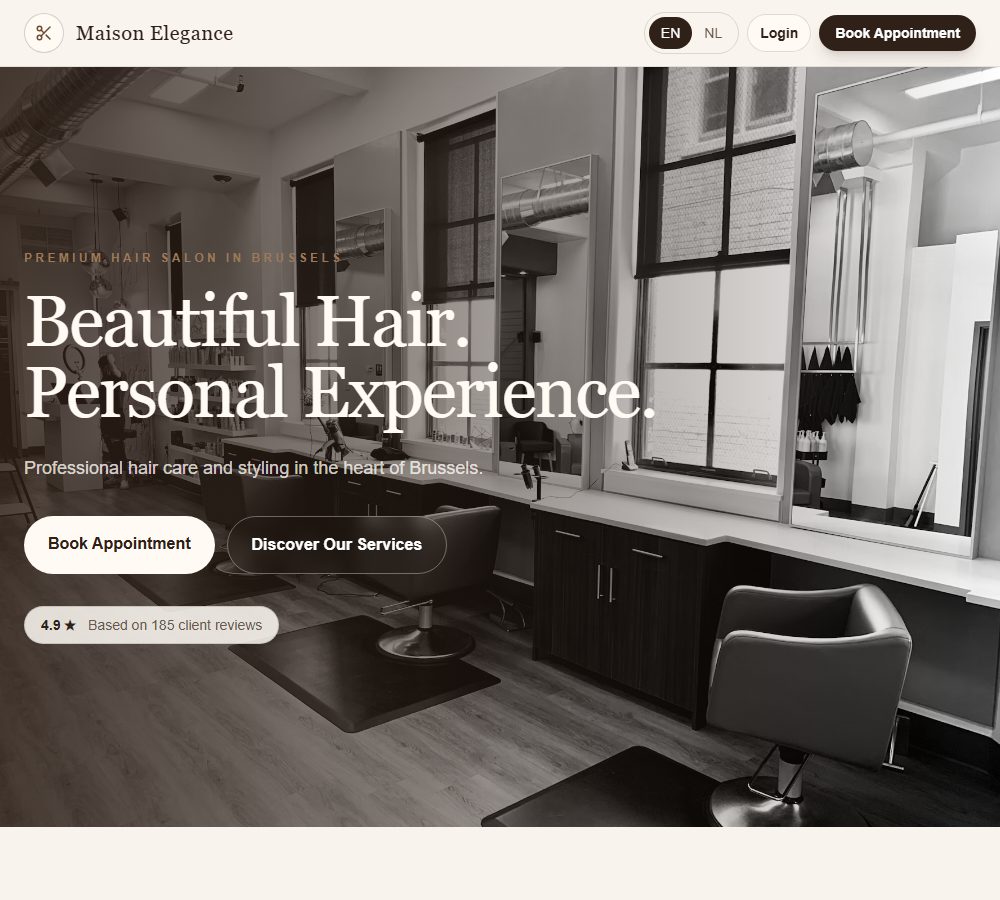 Maison Elegance
EN NL Login Book Appointment
PREMIUM HAIR SALON IN BRUSSELS
Beautiful Hair.
Personal Experience.
Professional hair care and styling in the heart of Brussels.
Book Appointment Discover Our Services
4.9 ★ Based on 185 client reviews